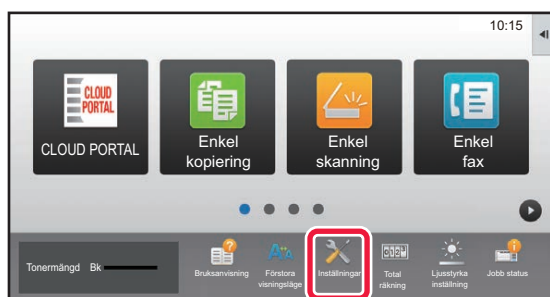 10:15
CLOUD
PORTAL
CLOUD PORTAL
Enkel
kopiering
Enkel
skanning
Enkel
fax
Tonermängd Bk
Bruksanvisning
Förstora
visningsläge
Inställningar
Total
räkning
Ljusstyrka
inställning
Jobb status